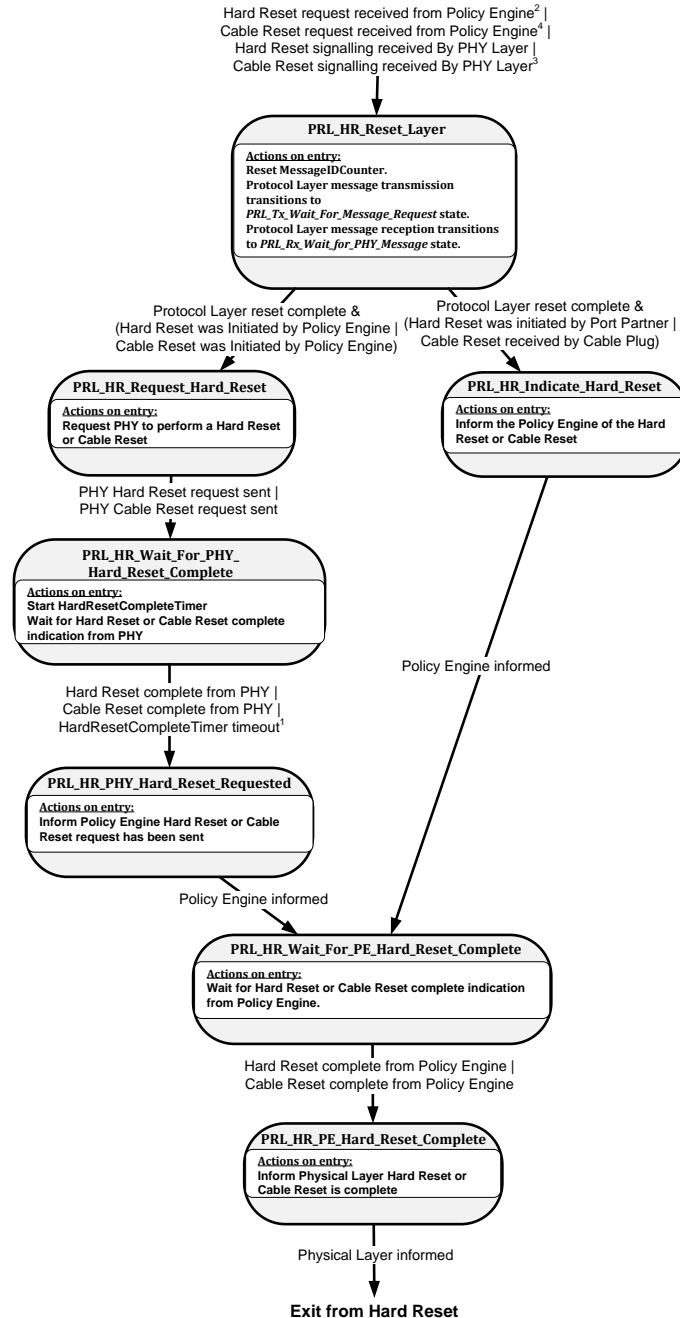 Hard Reset request received from Policy Engine² |
Cable Reset request received from Policy Engine⁴ |
Hard Reset signalling received By PHY Layer |
Cable Reset signalling received By PHY Layer³
PRL_HR_Reset_Layer
Actions on entry:
Reset MessageIDCounter.
Protocol Layer message transmission
transitions to
PRL_Tx_Wait_For_Message_Request state.
Protocol Layer message reception transitions
to PRL_Rx_Wait_for_PHY_Message state.
Protocol Layer reset complete &
(Hard Reset was Initiated by Policy Engine |
Cable Reset was Initiated by Policy Engine)
Protocol Layer reset complete &
(Hard Reset was initiated by Port Partner |
Cable Reset received by Cable Plug)
PRL_HR_Request_Hard_Reset
Actions on entry:
Request PHY to perform a Hard Reset
or Cable Reset
PRL_HR_Indicate_Hard_Reset
Actions on entry:
Inform the Policy Engine of the Hard
Reset or Cable Reset
PHY Hard Reset request sent |
PHY Cable Reset request sent
PRL_HR_Wait_For_PHY_
Hard_Reset_Complete
Actions on entry:
Start HardResetCompleteTimer
Wait for Hard Reset or Cable Reset complete
indication from PHY
Policy Engine informed
Hard Reset complete from PHY |
Cable Reset complete from PHY |
HardResetCompleteTimer timeout¹
PRL_HR_PHY_Hard_Reset_Requested
Actions on entry:
Inform Policy Engine Hard Reset or Cable
Reset request has been sent
Policy Engine informed
PRL_HR_Wait_For_PE_Hard_Reset_Complete
Actions on entry:
Wait for Hard Reset or Cable Reset complete indication
from Policy Engine.
Hard Reset complete from Policy Engine |
Cable Reset complete from Policy Engine
PRL_HR_PE_Hard_Reset_Complete
Actions on entry:
Inform Physical Layer Hard Reset or
Cable Reset is complete
Physical Layer informed
Exit from Hard Reset